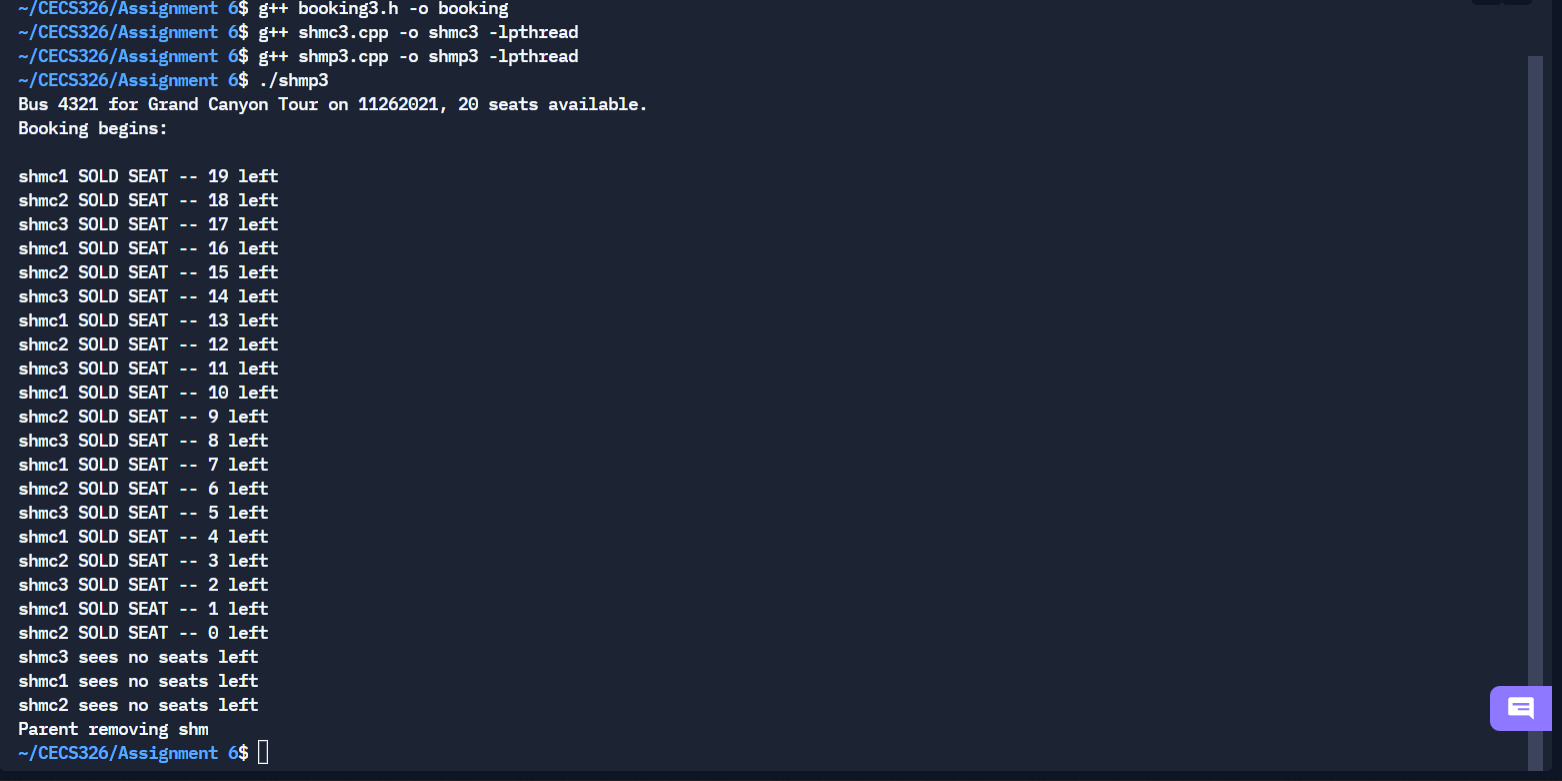 ~/CECS326/Assignment 6$ g++ booking3.h -o booking
~/CECS326/Assignment 6$ g++ shmc3.cpp -o shmc3 -lpthread
~/CECS326/Assignment 6$ g++ shmp3.cpp -o shmp3 -lpthread
~/CECS326/Assignment 6$ ./shmp3
Bus 4321 for Grand Canyon Tour on 11262021, 20 seats available.
Booking begins:
shmc1 SOLD SEAT -- 19 left
shmc2 SOLD SEAT -- 18 left
shmc3 SOLD SEAT -- 17 left
shmc1 SOLD SEAT -- 16 left
shmc2 SOLD SEAT -- 15 left
shmc3 SOLD SEAT -- 14 left
shmc1 SOLD SEAT -- 13 left
shmc2 SOLD SEAT -- 12 left
shmc3 SOLD SEAT -- 11 left
shmc1 SOLD SEAT -- 10 left
shmc2 SOLD SEAT -- 9 left
shmc3 SOLD SEAT -- 8 left
shmc1 SOLD SEAT -- 7 left
shmc2 SOLD SEAT -- 6 left
shmc3 SOLD SEAT -- 5 left
shmc1 SOLD SEAT -- 4 left
shmc2 SOLD SEAT -- 3 left
shmc3 SOLD SEAT -- 2 left
shmc1 SOLD SEAT -- 1 left
shmc2 SOLD SEAT -- 0 left
shmc3 sees no seats left
shmc1 sees no seats left
shmc2 sees no seats left
Parent removing shm
~/CECS326/Assignment 6$